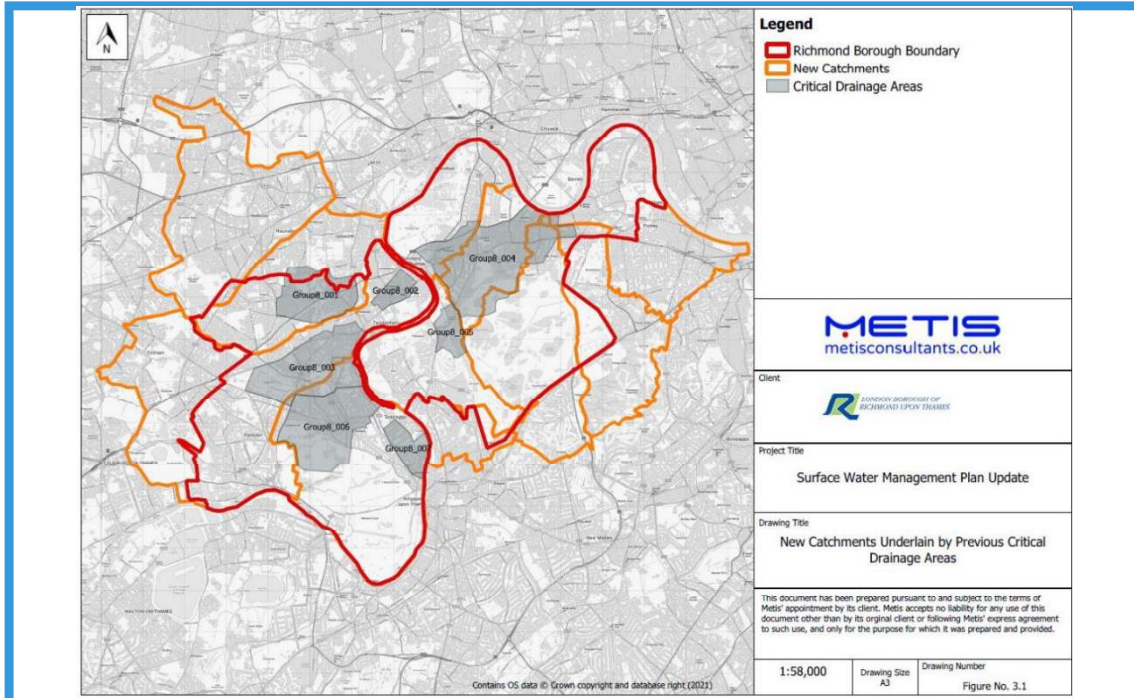 N
Group8_001
Group8_002
Group8_003
Group8_004
Group8_005
Group8_006
Group8_007
Contains OS data © Crown copyright and database right (2021)
Legend
Richmond Borough Boundary
New Catchments
Critical Drainage Areas
METIS
metisconsultants.co.uk
Client
LONDON BOROUGH OF
RICHMOND UPON THAMES
Project Title
Surface Water Management Plan Update
Drawing Title
New Catchments Underlain by Previous Critical
Drainage Areas
This document has been prepared pursuant to and subject to the terms of
Metis' appointment by its client. Metis accepts no liability for any use of this
document other than by its orginal client or following Metis' express agreement
to such use, and only for the purpose for which it was prepared and provided.
1:58,000
Drawing Size
A3
Drawing Number
Figure No. 3.1